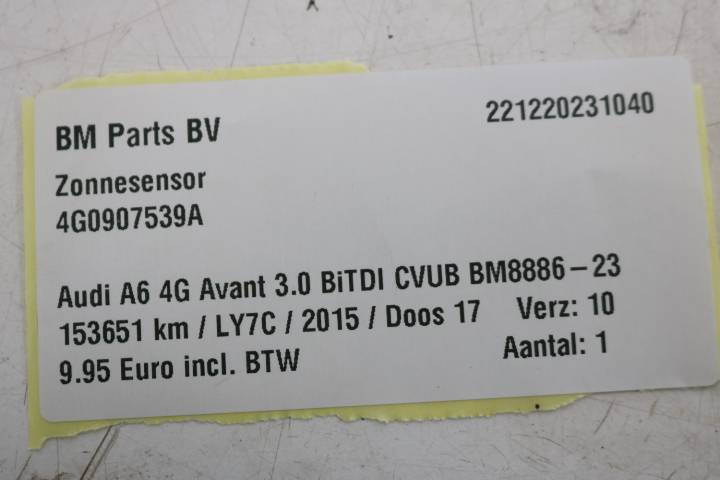 BM Parts BV 221220231040
Zonnesensor
4G0907539A
Audi A6 4G Avant 3.0 BiTDI CVUB BM8886-23
153651 km / LY7C / 2015 / Doos 17 Verz: 10
9.95 Euro incl. BTW Aantal: 1